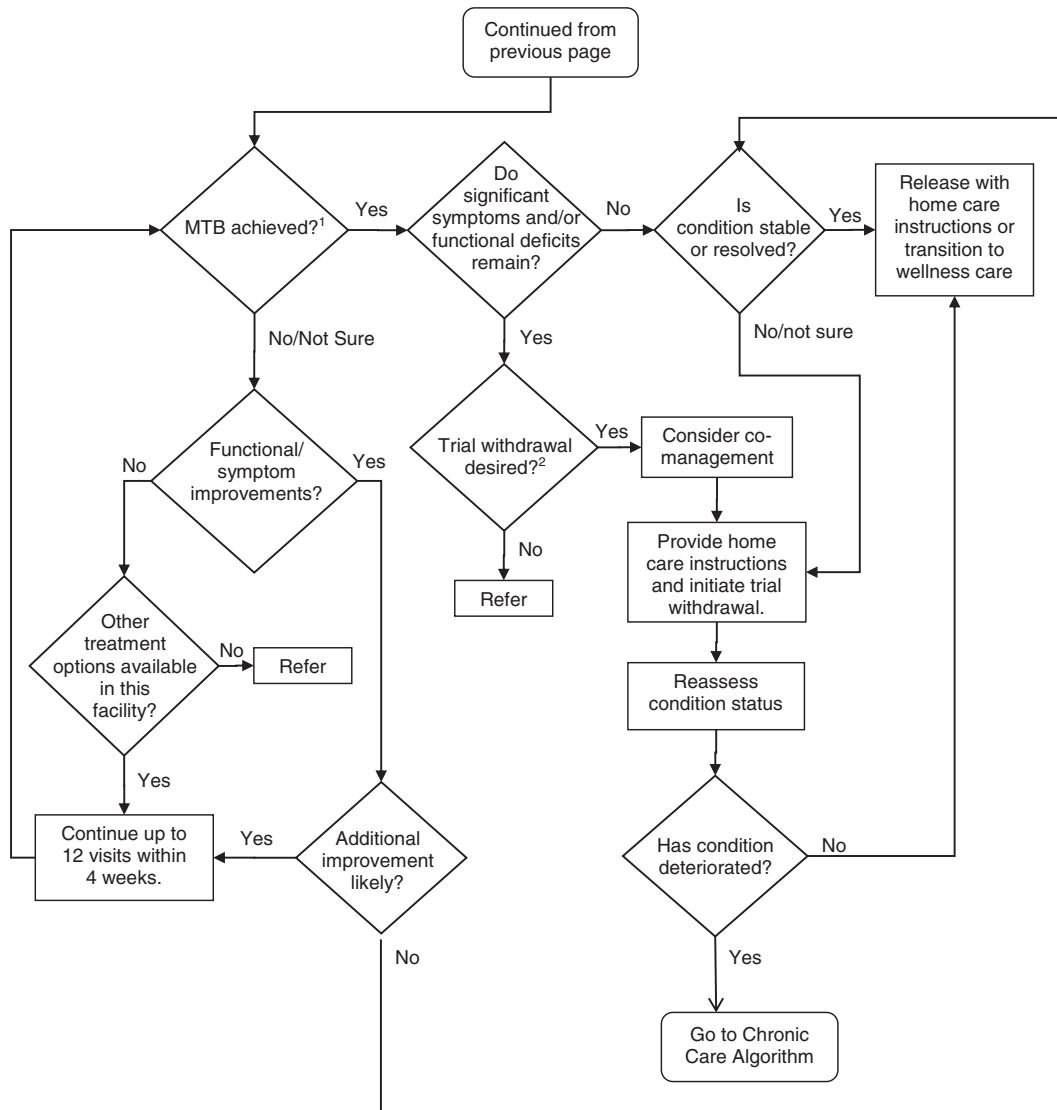 Continued from
previous page
MTB achieved?1
Yes
Do
significant
symptoms and/or
functional deficits
remain?
No
Is
condition stable
or resolved?
Yes
Release with
home care
instructions or
transition to
wellness care
No/Not Sure
Yes
No/not sure
Functional/
symptom
improvements?
No
Yes
Trial withdrawal
desired?2
Yes
Consider co-
management
No
Refer
Provide home
care instructions
and initiate trial
withdrawal.
Other
treatment
options available
in this
facility?
No
Refer
Reassess
condition status
Yes
Continue up to
12 visits within
4 weeks.
Yes
Additional
improvement
likely?
No
Has condition
deteriorated?
No
Yes
Go to Chronic
Care Algorithm